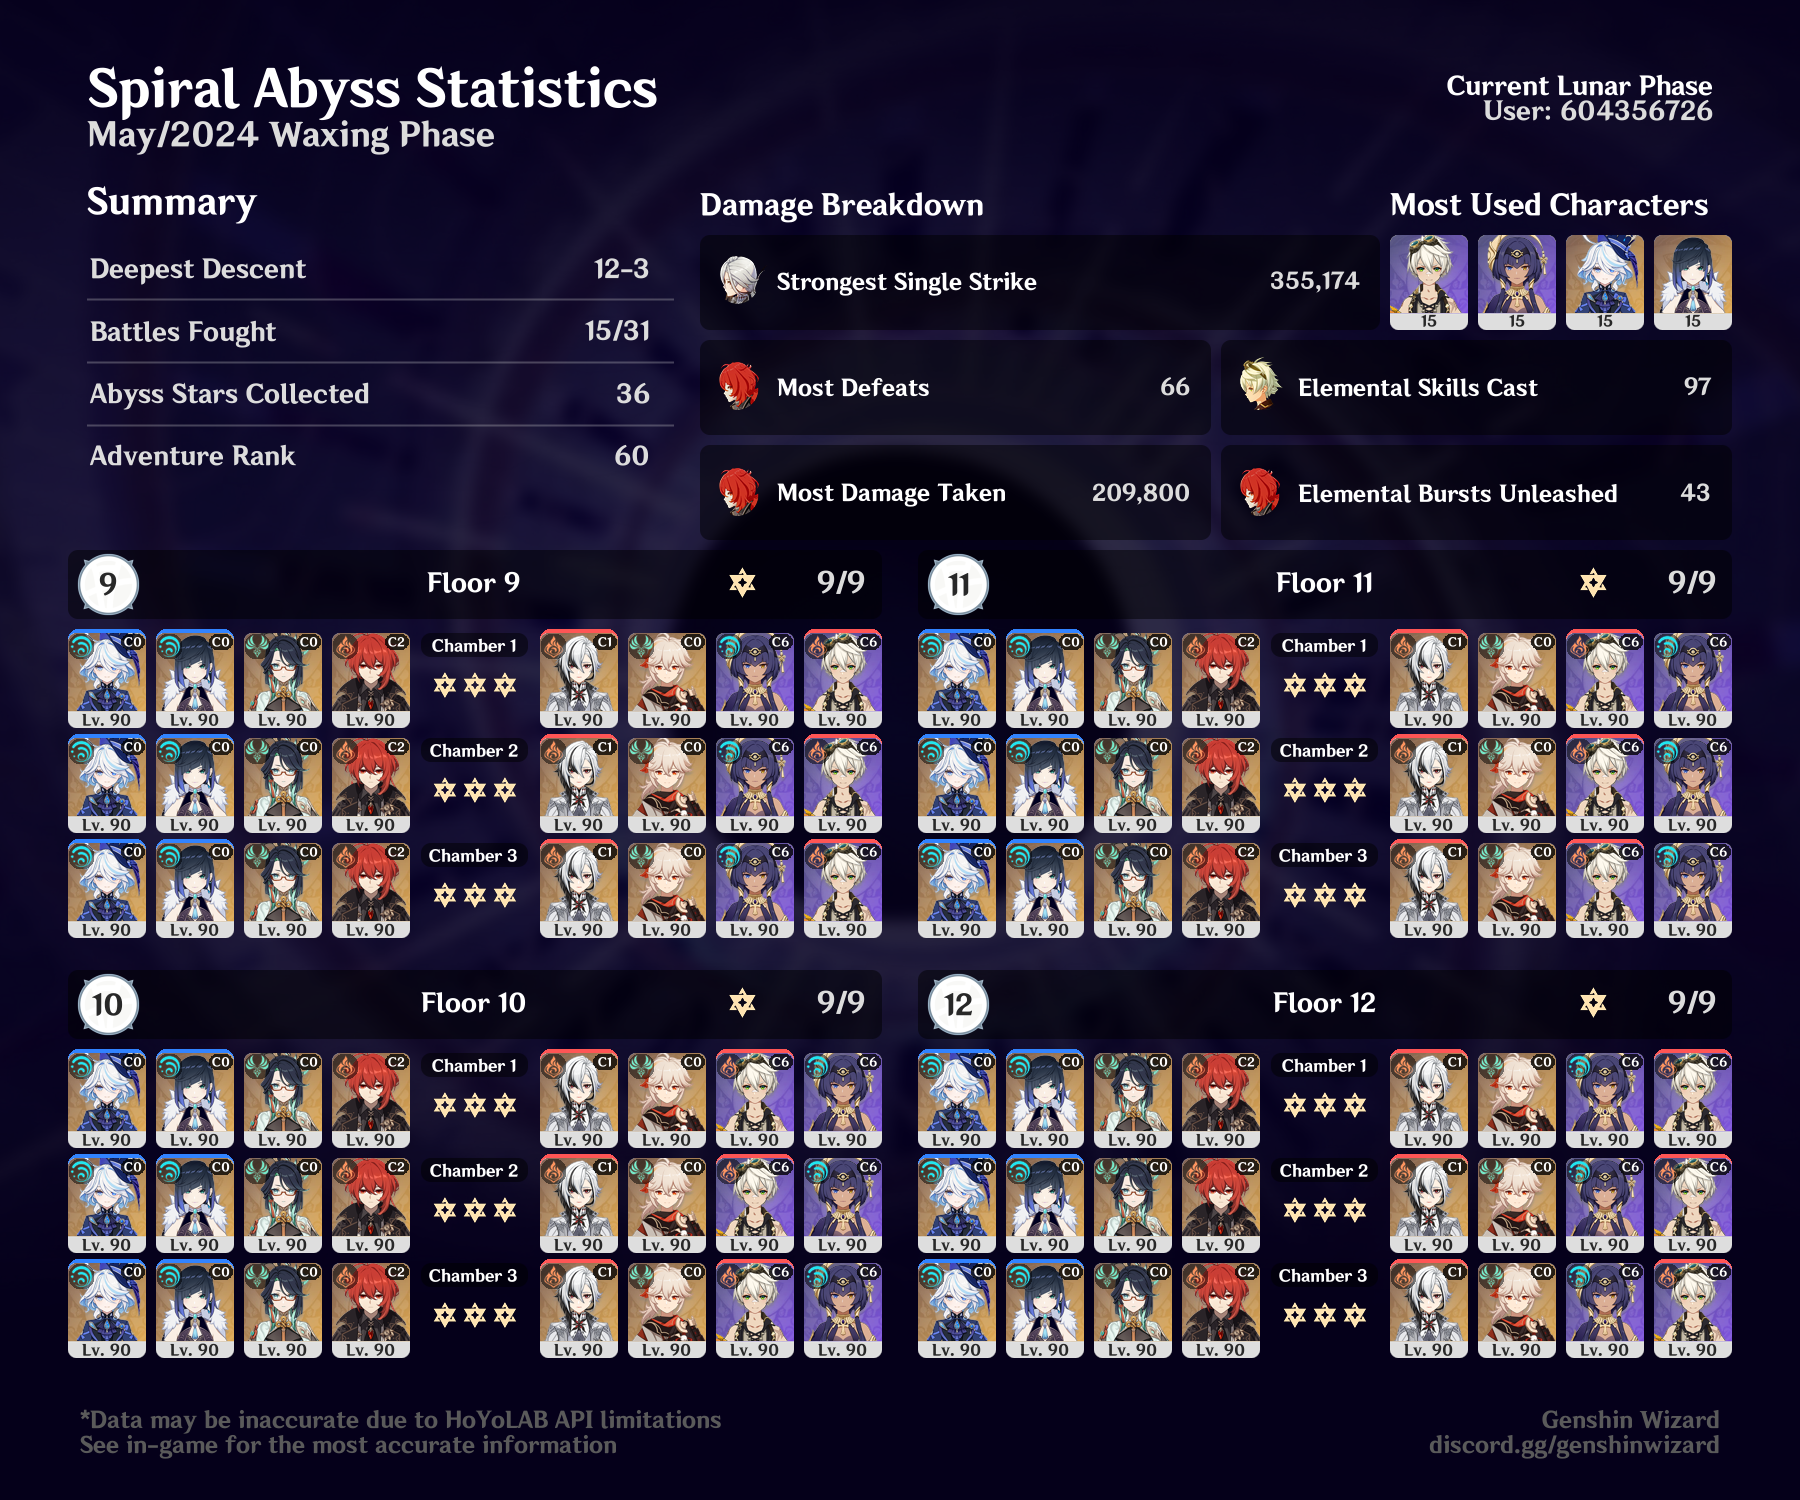 Spiral Abyss Statistics
May/2024 Waxing Phase
Current Lunar Phase
User: 604356726
Summary
Deepest Descent 12-3
Battles Fought 15/31
Abyss Stars Collected 36
Adventure Rank 60
Damage Breakdown
Strongest Single Strike 355,174
Most Defeats 66
Elemental Skills Cast 97
Most Damage Taken 209,800
Elemental Bursts Unleashed 43
Most Used Characters
15 15 15 15
9 Floor 9 9/9
C0 C0 C0 C2 Chamber 1 C1 C0 C6 C6
Lv. 90 Lv. 90 Lv. 90 Lv. 90 Lv. 90 Lv. 90 Lv. 90 Lv. 90
C0 C0 C0 C2 Chamber 2 C1 C0 C6 C6
Lv. 90 Lv. 90 Lv. 90 Lv. 90 Lv. 90 Lv. 90 Lv. 90 Lv. 90
C0 C0 C0 C2 Chamber 3 C1 C0 C6 C6
Lv. 90 Lv. 90 Lv. 90 Lv. 90 Lv. 90 Lv. 90 Lv. 90 Lv. 90
11 Floor 11 9/9
C0 C0 C0 C2 Chamber 1 C1 C0 C6 C6
Lv. 90 Lv. 90 Lv. 90 Lv. 90 Lv. 90 Lv. 90 Lv. 90 Lv. 90
C0 C0 C0 C2 Chamber 2 C1 C0 C6 C6
Lv. 90 Lv. 90 Lv. 90 Lv. 90 Lv. 90 Lv. 90 Lv. 90 Lv. 90
C0 C0 C0 C2 Chamber 3 C1 C0 C6 C6
Lv. 90 Lv. 90 Lv. 90 Lv. 90 Lv. 90 Lv. 90 Lv. 90 Lv. 90
10 Floor 10 9/9
C0 C0 C0 C2 Chamber 1 C1 C0 C6 C6
Lv. 90 Lv. 90 Lv. 90 Lv. 90 Lv. 90 Lv. 90 Lv. 90 Lv. 90
C0 C0 C0 C2 Chamber 2 C1 C0 C6 C6
Lv. 90 Lv. 90 Lv. 90 Lv. 90 Lv. 90 Lv. 90 Lv. 90 Lv. 90
C0 C0 C0 C2 Chamber 3 C1 C0 C6 C6
Lv. 90 Lv. 90 Lv. 90 Lv. 90 Lv. 90 Lv. 90 Lv. 90 Lv. 90
12 Floor 12 9/9
C0 C0 C0 C2 Chamber 1 C1 C0 C6 C6
Lv. 90 Lv. 90 Lv. 90 Lv. 90 Lv. 90 Lv. 90 Lv. 90 Lv. 90
C0 C0 C0 C2 Chamber 2 C1 C0 C6 C6
Lv. 90 Lv. 90 Lv. 90 Lv. 90 Lv. 90 Lv. 90 Lv. 90 Lv. 90
C0 C0 C0 C2 Chamber 3 C1 C0 C6 C6
Lv. 90 Lv. 90 Lv. 90 Lv. 90 Lv. 90 Lv. 90 Lv. 90 Lv. 90
*Data may be inaccurate due to HoYoLAB API limitations
See in-game for the most accurate information
Genshin Wizard
discord.gg/genshinwizard